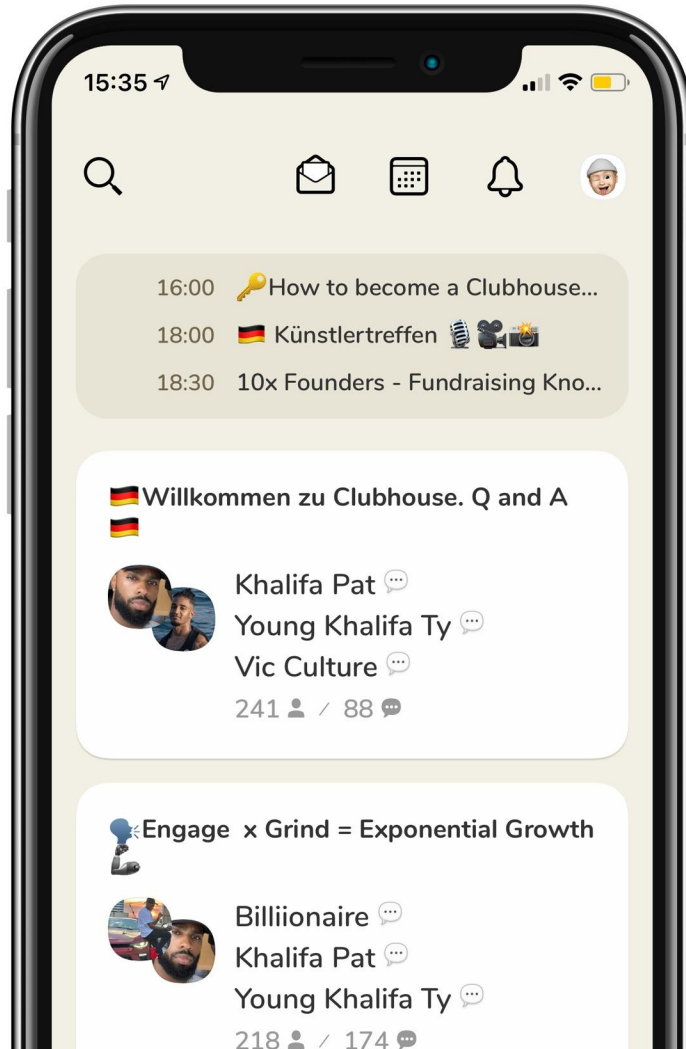 15:35
16:00 🔑How to become a Clubhouse...
18:00 🇩🇪 Künstlertreffen 🎙️🎥📸
18:30 10x Founders - Fundraising Kno...
🇩🇪Willkommen zu Clubhouse. Q and A
🇩🇪
Khalifa Pat 💬
Young Khalifa Ty 💬
Vic Culture 💬
241 / 88
🗣️Engage x Grind = Exponential Growth
🦾
Billiionaire 💬
Khalifa Pat 💬
Young Khalifa Ty 💬
218 / 174